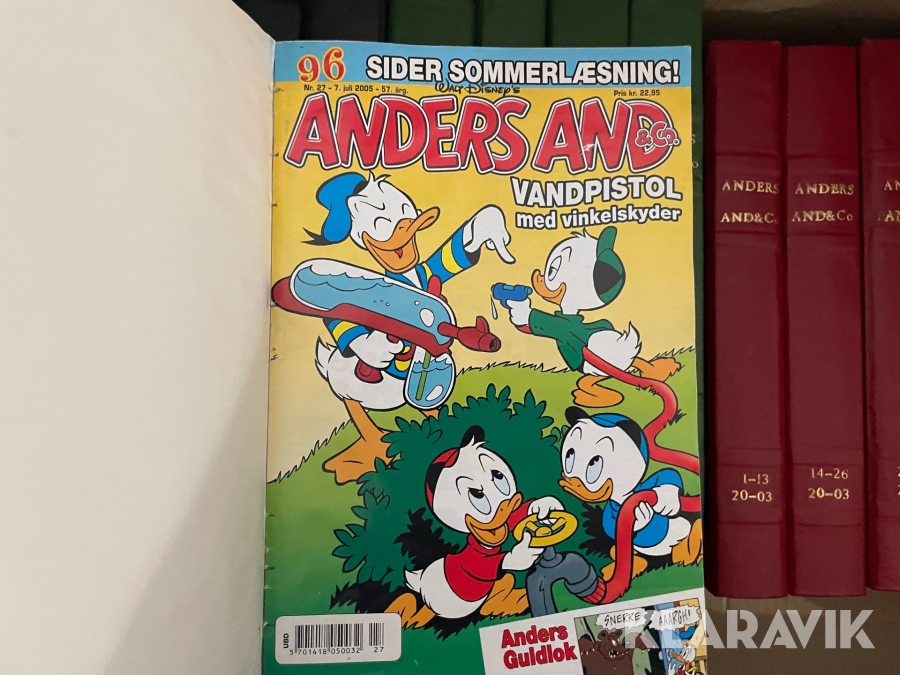 96 SIDER SOMMERLÆSNING!
Nr. 27 - 7. juli 2005 - 57. årg.
WALT DISNEY'S
Pris kr. 22,95
ANDERS AND
& Co.
VANDPISTOL
med vinkelskyder
ANDERS
AND&Co
1-13
20-03
ANDERS
AND&Co
14-26
20-03
UBD
5 701418 050032
27
Anders
Guldlok
SNERRE
AAARGH!
KLARAVIK